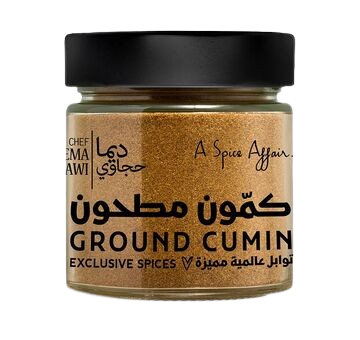 CHEF
EMA
AWI
ديما
حجاوي
A Spice Affair.
كمّون مطحون
GROUND CUMIN
EXCLUSIVE SPICES
توابل عالمية مميزة